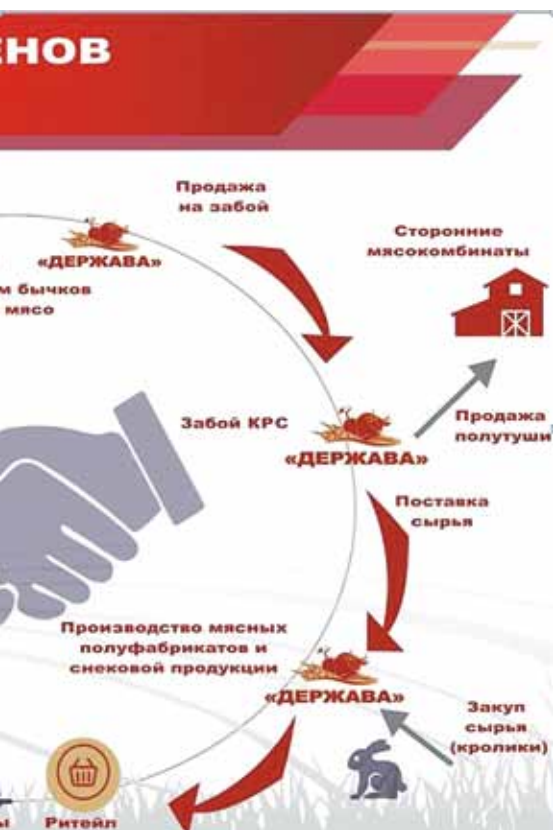 ЕНОВ
Продажа
на забой
«ДЕРЖАВА»
м бычков
мясо
Сторонние
мясокомбинаты
Забой КРС
«ДЕРЖАВА»
Продажа
полутуши
Поставка
сырья
Производство мясных
полуфабрикатов и
снековой продукции
«ДЕРЖАВА»
Закуп
сырья
(кролики)
ы Ритейл